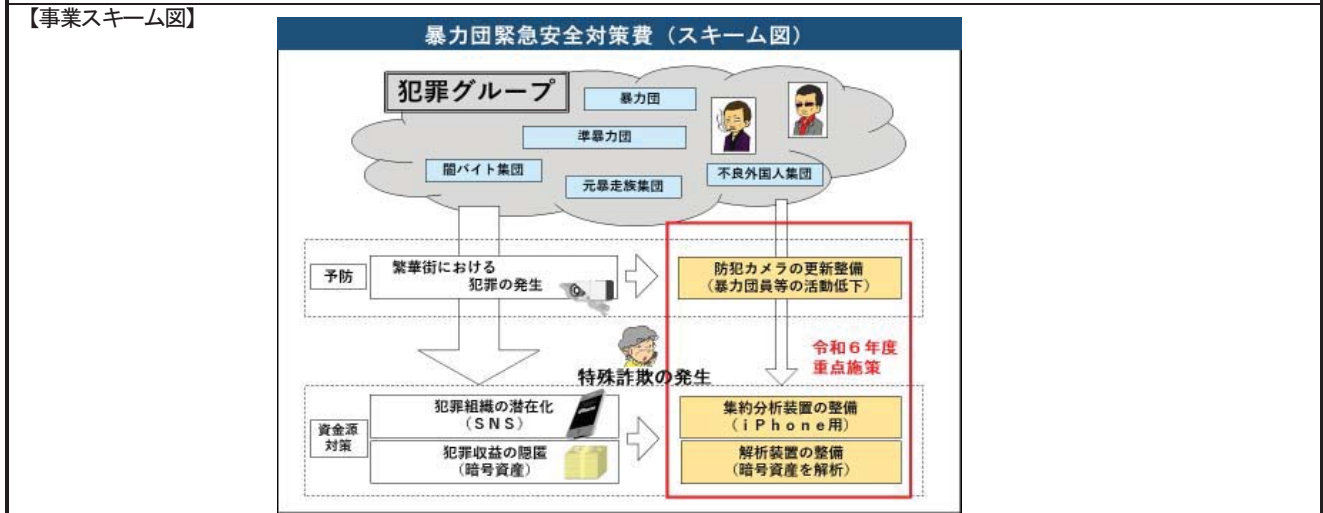 【事業スキーム図】
暴力団緊急安全対策費（スキーム図）
犯罪グループ
暴力団
準暴力団
闇バイト集団
元暴走族集団
不良外国人集団
予防
繁華街における
犯罪の発生
防犯カメラの更新整備
（暴力団員等の活動低下）
令和６年度
重点施策
特殊詐欺の発生
資金源
対策
犯罪組織の潜在化
（ＳＮＳ）
犯罪収益の隠匿
（暗号資産）
集約分析装置の整備
（ｉＰｈｏｎｅ用）
解析装置の整備
（暗号資産を解析）